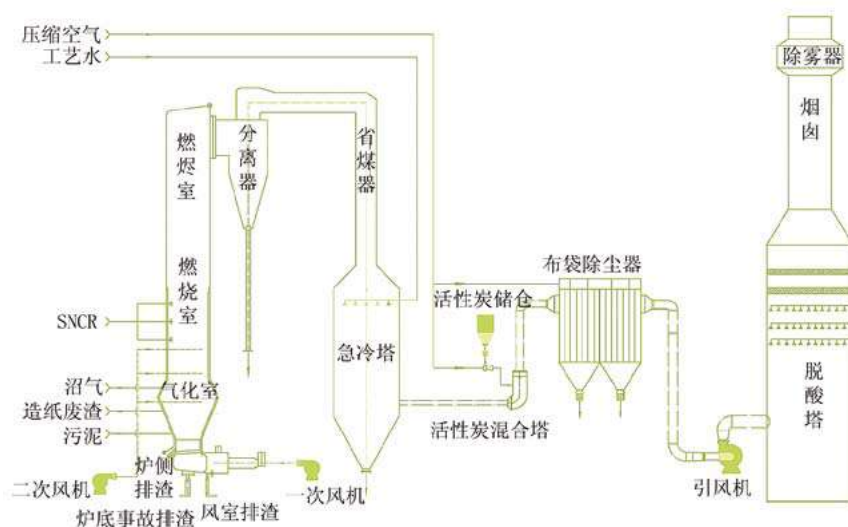 压缩空气
工艺水
除雾器
烟囱
燃烬室
分离器
省煤器
燃烧室
布袋除尘器
活性炭储仓
SNCR
急冷塔
沼气
气化室
造纸废渣
脱酸塔
污泥
活性炭混合塔
炉侧排渣
二次风机
一次风机
引风机
炉底事故排渣
风室排渣